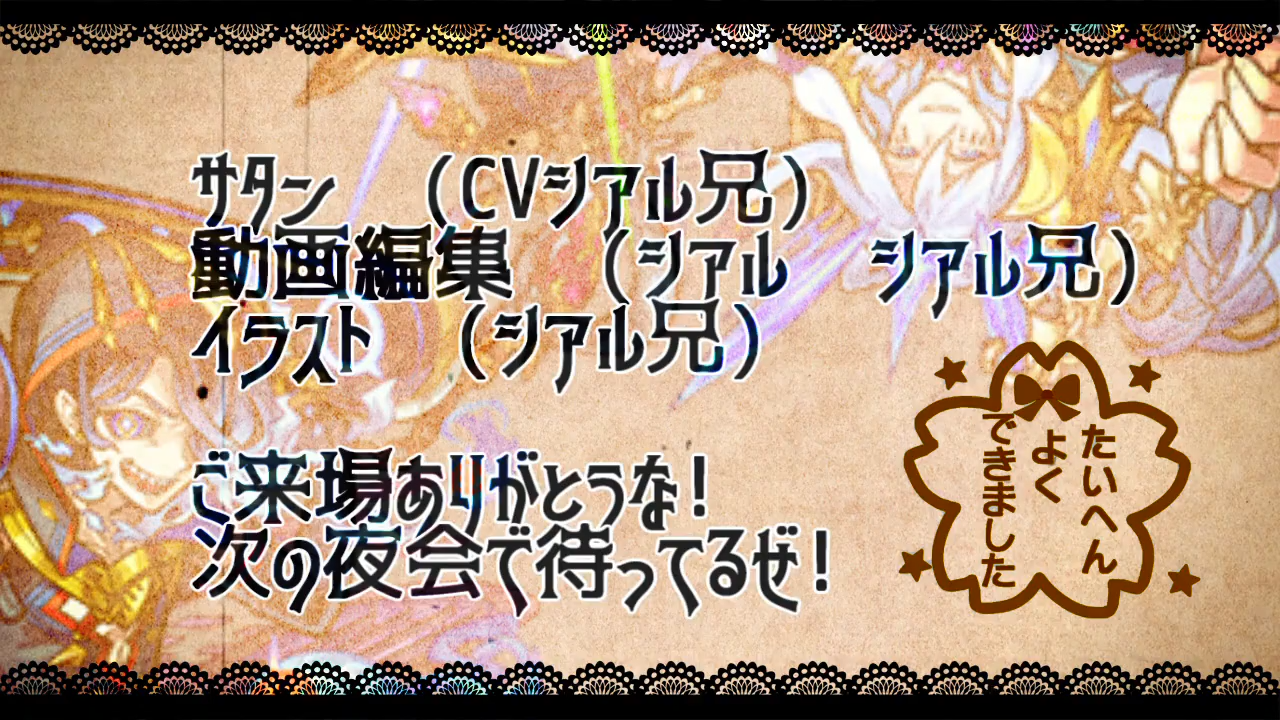 サタン　（CVシアル兄）
動画編集　（シアル　シアル兄）
イラスト　（シアル兄）
ご来場ありがとうな！
次の夜会で待ってるぜ！
たいへん
よく
できました